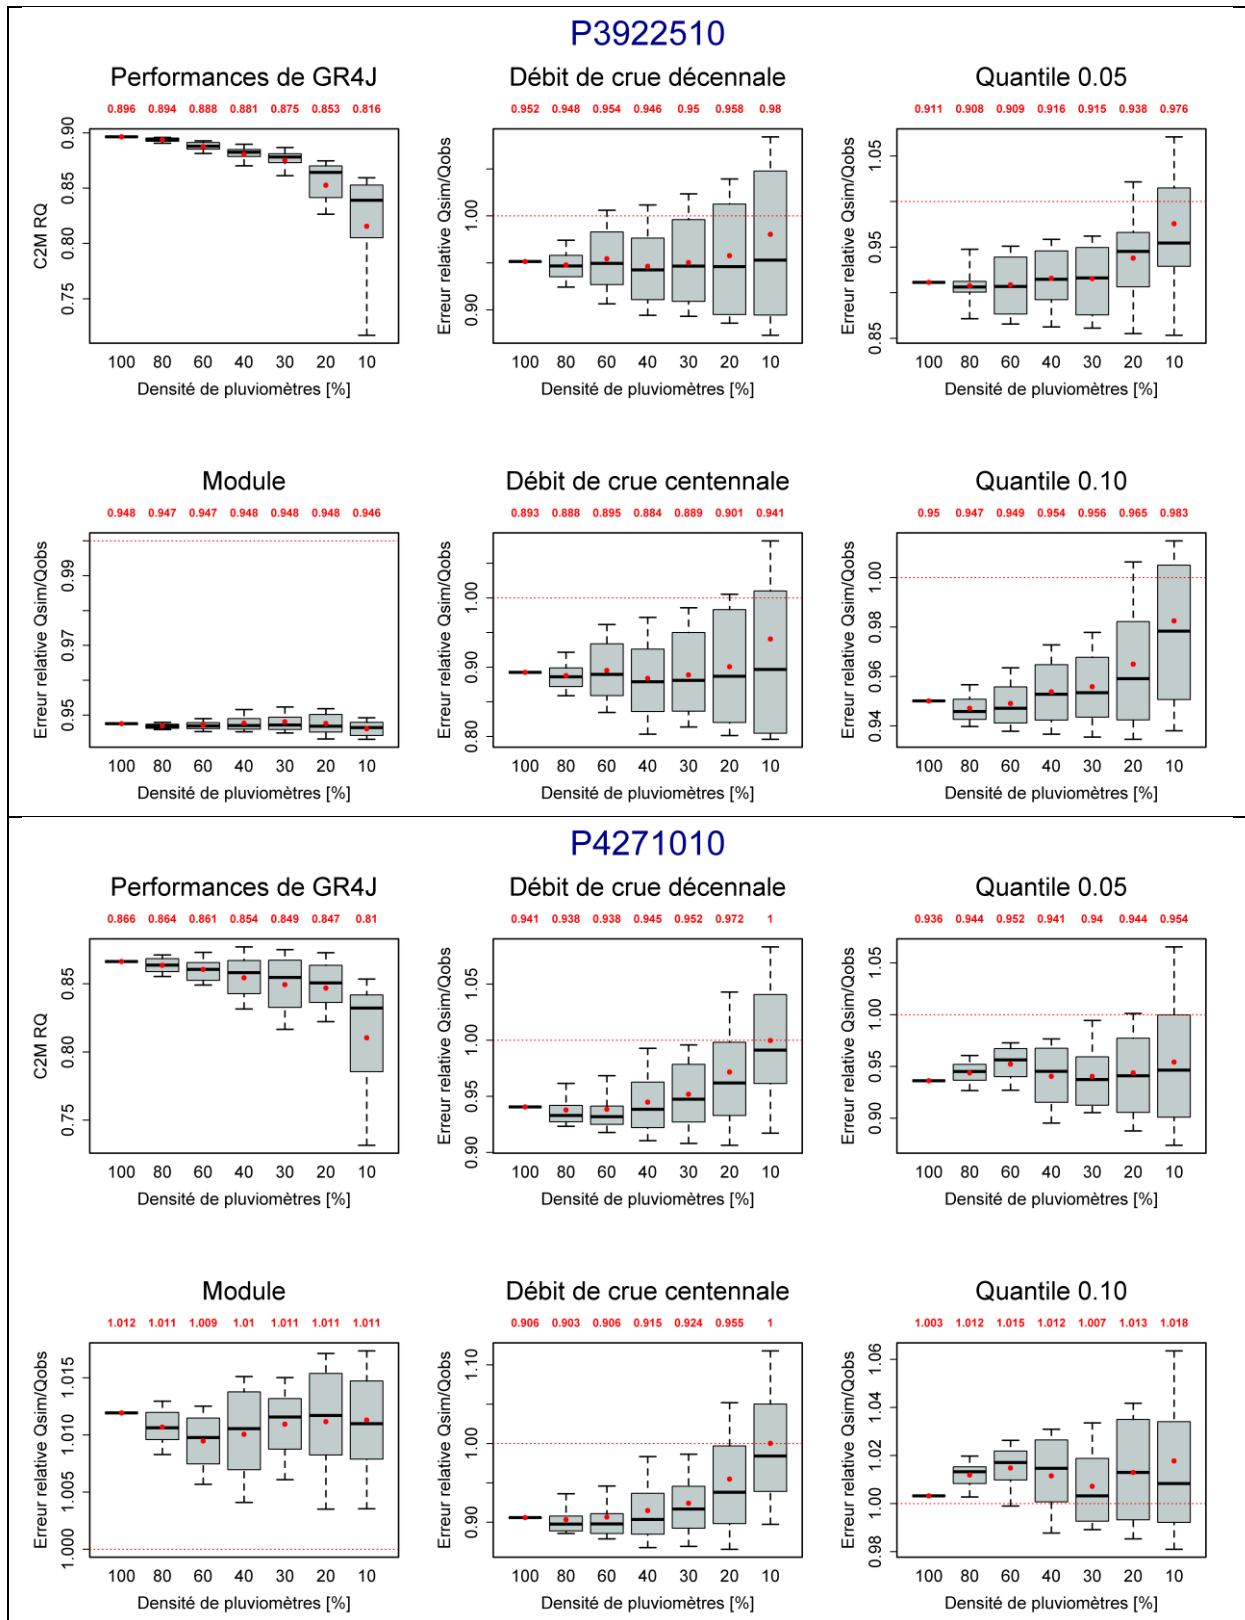 P3922510
Performances de GR4J
0.896 0.894 0.888 0.881 0.875 0.853 0.816
C2M RQ
0.90
0.85
0.80
0.75
100 80 60 40 30 20 10
Densité de pluviomètres [%]
Débit de crue décennale
0.952 0.948 0.954 0.946 0.95 0.958 0.98
Erreur relative Qsim/Qobs
1.00
0.90
100 80 60 40 30 20 10
Densité de pluviomètres [%]
Quantile 0.05
0.911 0.908 0.909 0.916 0.915 0.938 0.976
Erreur relative Qsim/Qobs
1.05
0.95
0.85
100 80 60 40 30 20 10
Densité de pluviomètres [%]
Module
0.948 0.947 0.947 0.948 0.948 0.948 0.946
Erreur relative Qsim/Qobs
0.99
0.97
0.95
100 80 60 40 30 20 10
Densité de pluviomètres [%]
Débit de crue centennale
0.893 0.888 0.895 0.884 0.889 0.901 0.941
Erreur relative Qsim/Qobs
1.00
0.90
0.80
100 80 60 40 30 20 10
Densité de pluviomètres [%]
Quantile 0.10
0.95 0.947 0.949 0.954 0.956 0.965 0.983
Erreur relative Qsim/Qobs
1.00
0.98
0.96
0.94
100 80 60 40 30 20 10
Densité de pluviomètres [%]
P4271010
Performances de GR4J
0.866 0.864 0.861 0.854 0.849 0.847 0.81
C2M RQ
0.85
0.80
0.75
100 80 60 40 30 20 10
Densité de pluviomètres [%]
Débit de crue décennale
0.941 0.938 0.938 0.945 0.952 0.972 1
Erreur relative Qsim/Qobs
1.05
1.00
0.95
0.90
100 80 60 40 30 20 10
Densité de pluviomètres [%]
Quantile 0.05
0.936 0.944 0.952 0.941 0.94 0.944 0.954
Erreur relative Qsim/Qobs
1.05
1.00
0.95
0.90
100 80 60 40 30 20 10
Densité de pluviomètres [%]
Module
1.012 1.011 1.009 1.01 1.011 1.011 1.011
Erreur relative Qsim/Qobs
1.015
1.010
1.005
1.000
100 80 60 40 30 20 10
Densité de pluviomètres [%]
Débit de crue centennale
0.906 0.903 0.906 0.915 0.924 0.955 1
Erreur relative Qsim/Qobs
1.10
1.00
0.90
100 80 60 40 30 20 10
Densité de pluviomètres [%]
Quantile 0.10
1.003 1.012 1.015 1.012 1.007 1.013 1.018
Erreur relative Qsim/Qobs
1.06
1.04
1.02
1.00
0.98
100 80 60 40 30 20 10
Densité de pluviomètres [%]